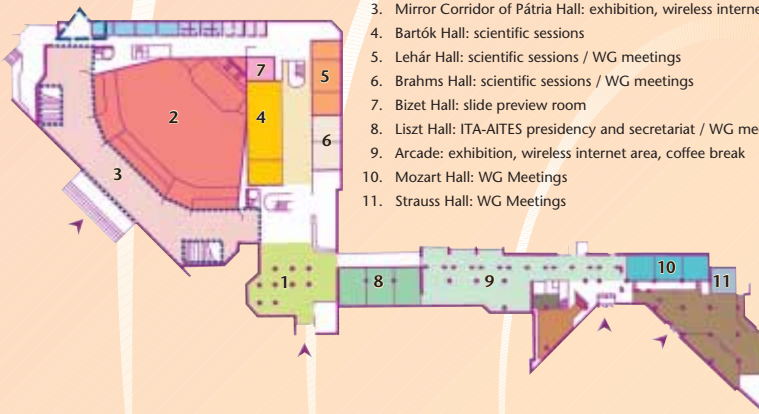 3. Mirror Corridor of Pátria Hall: exhibition, wireless interne
4. Bartók Hall: scientific sessions
5. Lehár Hall: scientific sessions / WG meetings
6. Brahms Hall: scientific sessions / WG meetings
7. Bizet Hall: slide preview room
8. Liszt Hall: ITA-AITES presidency and secretariat / WG me
9. Arcade: exhibition, wireless internet area, coffee break
10. Mozart Hall: WG Meetings
11. Strauss Hall: WG Meetings
7
5
2
4
6
3
1
8
9
10
11